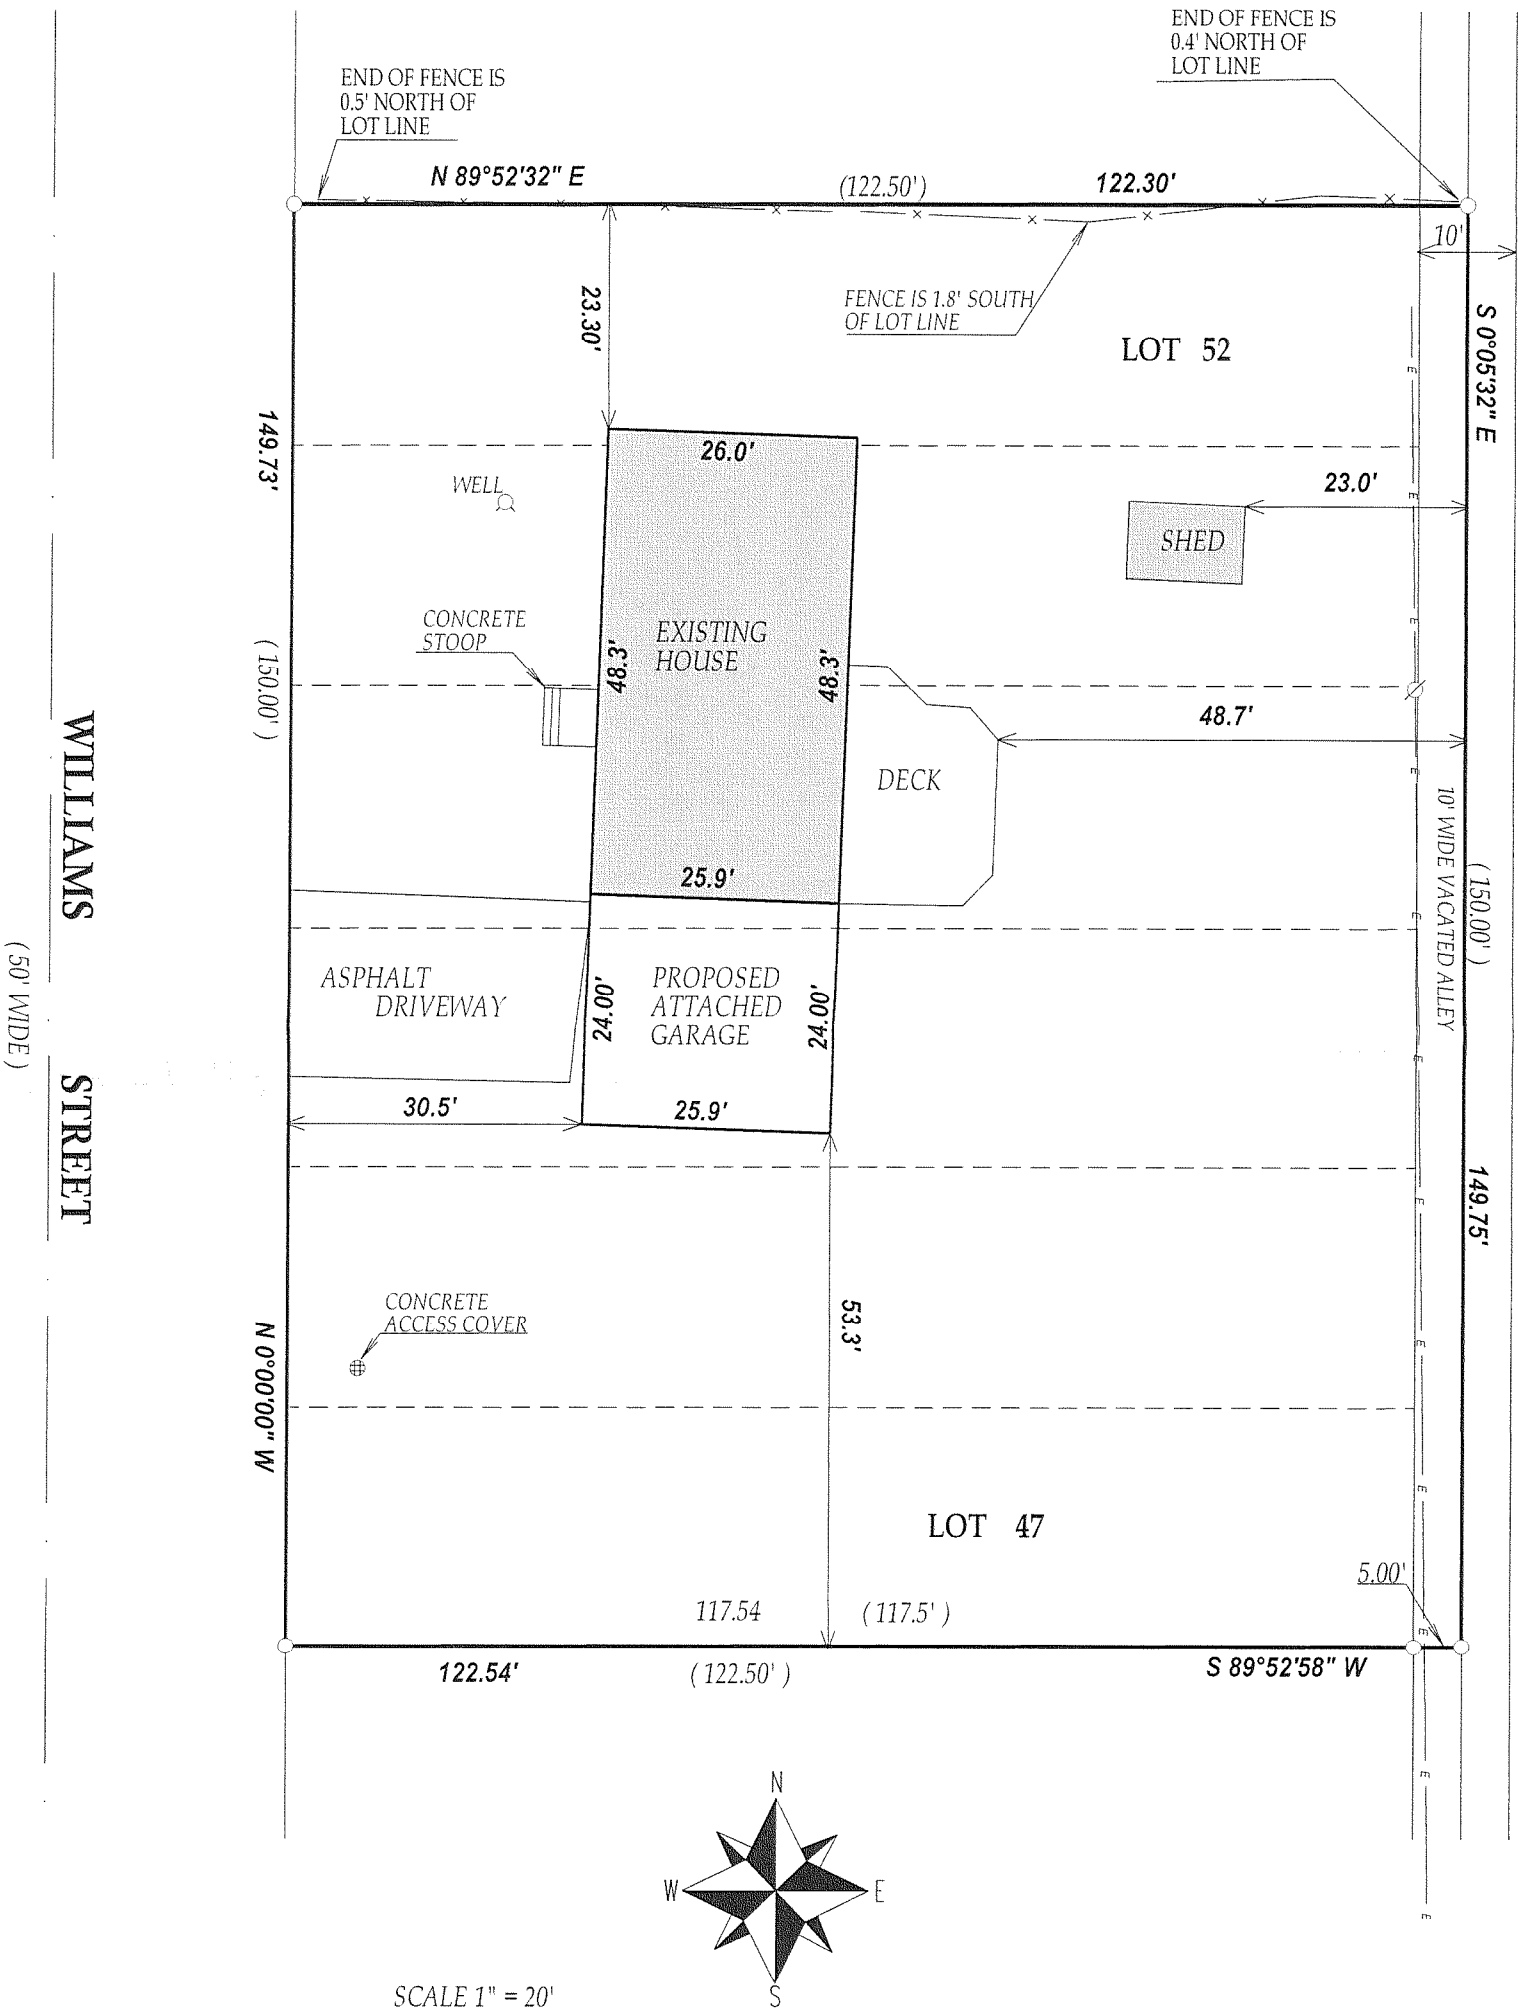 END OF FENCE IS
0.4' NORTH OF
LOT LINE
END OF FENCE IS
0.5' NORTH OF
LOT LINE
N 89°52'32" E
(122.50')
122.30'
10'
23.30'
FENCE IS 1.8' SOUTH
OF LOT LINE
LOT 52
S 0°05'32" E
149.73'
26.0'
WELL
23.0'
SHED
CONCRETE
STOOP
EXISTING
HOUSE
48.3'
48.3'
(150.00')
48.7'
DECK
10' WIDE VACATED ALLEY
(150.00')
WILLIAMS STREET
(50' WIDE)
25.9'
ASPHALT
DRIVEWAY
PROPOSED
ATTACHED
GARAGE
24.00'
24.00'
30.5'
25.9'
149.75'
53.3'
CONCRETE
ACCESS COVER
N 0°00'00" W
LOT 47
5.00'
117.54
(117.5')
122.54'
(122.50')
S 89°52'58" W
N
W
E
S
SCALE 1" = 20'
E
E
E
E
E
E
E
E
E
E
E
E